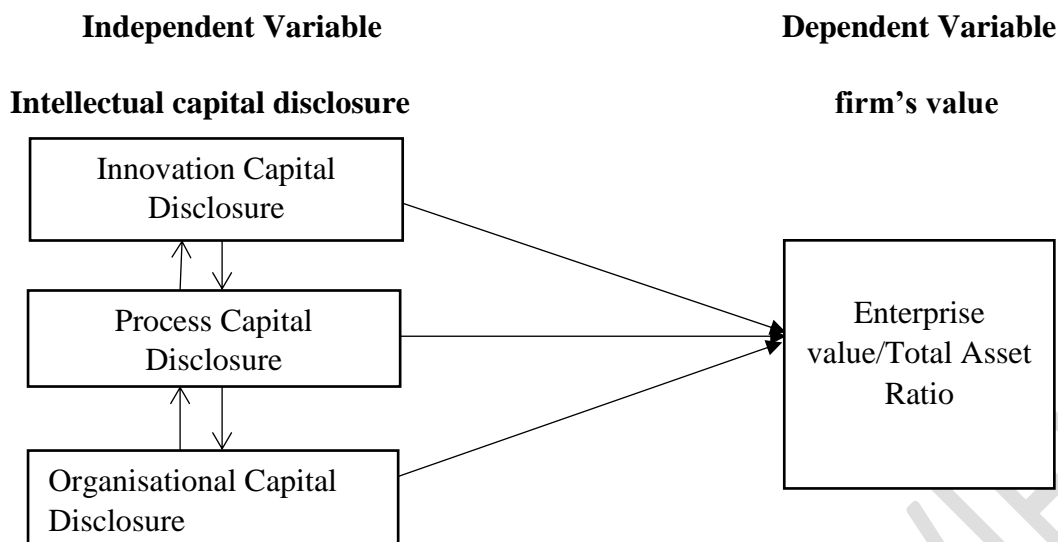 Independent Variable
Dependent Variable
Intellectual capital disclosure
firm's value
Innovation Capital
Disclosure
Process Capital
Disclosure
Organisational Capital
Disclosure
Enterprise
value/Total Asset
Ratio